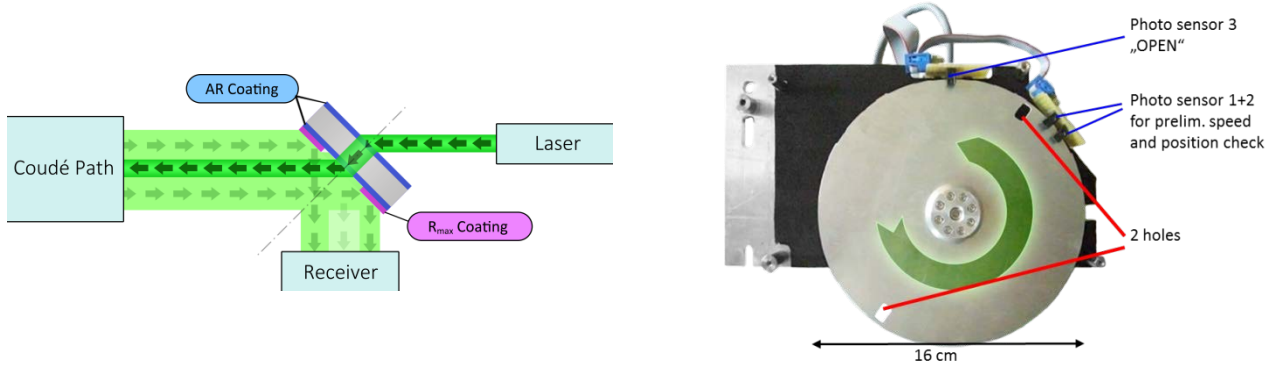 AR Coating
Coudé Path
Laser
Rmax Coating
Receiver
Photo sensor 3
„OPEN“
Photo sensor 1+2
for prelim. speed
and position check
2 holes
16 cm